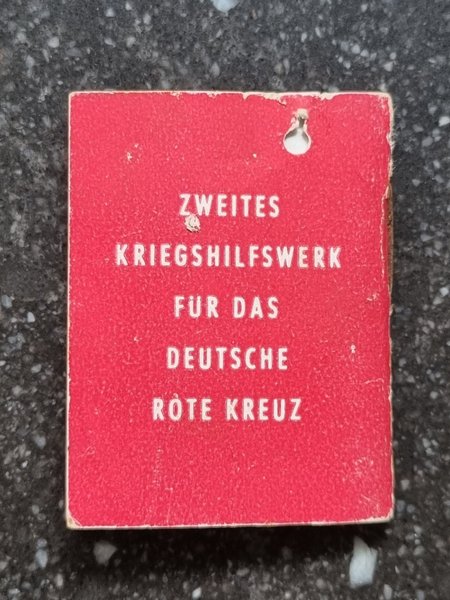 ZWEITES
KRIEGSHILFSWERK
FÜR DAS
DEUTSCHE
ROTE KREUZ